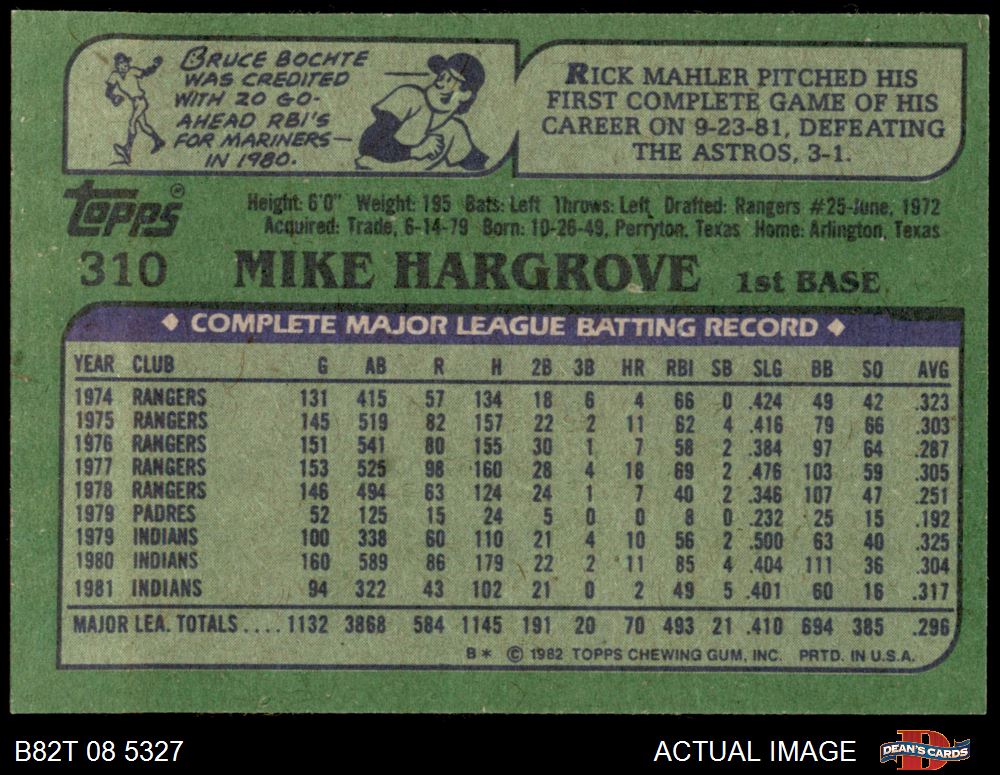 BRUCE BOCHTE
WAS CREDITED
WITH 20 GO-
AHEAD RBI'S
FOR MARINERS—
IN 1980.
RICK MAHLER PITCHED HIS
FIRST COMPLETE GAME OF HIS
CAREER ON 9-23-81, DEFEATING
THE ASTROS, 3-1.
Topps®
Height: 6'0" Weight: 195 Bats: Left Throws: Left Drafted: Rangers #25-June, 1972
Acquired: Trade, 6-14-79 Born: 10-26-49, Perryton, Texas Home: Arlington, Texas
310 MIKE HARGROVE 1st BASE
◆ COMPLETE MAJOR LEAGUE BATTING RECORD ◆
YEAR CLUB G AB R H 2B 3B HR RBI SB SLG BB SO AVG
1974 RANGERS 131 415 57 134 18 6 4 66 0 .424 49 42 .323
1975 RANGERS 145 519 82 157 22 2 11 62 4 .416 79 66 .303
1976 RANGERS 151 541 80 155 30 1 7 58 2 .384 97 64 .287
1977 RANGERS 153 525 98 160 28 4 18 69 2 .476 103 59 .305
1978 RANGERS 146 494 63 124 24 1 7 40 2 .346 107 47 .251
1979 PADRES 52 125 15 24 5 0 0 8 0 .232 25 15 .192
1979 INDIANS 100 338 60 110 21 4 10 56 2 .500 63 40 .325
1980 INDIANS 160 589 86 179 22 2 11 85 4 .404 111 36 .304
1981 INDIANS 94 322 43 102 21 0 2 49 5 .401 60 16 .317
MAJOR LEA. TOTALS.... 1132 3868 584 1145 191 20 70 493 21 .410 694 385 .296
B* © 1982 TOPPS CHEWING GUM, INC. PRTD. IN U.S.A.
B82T 08 5327 ACTUAL IMAGE D DEAN'S CARDS